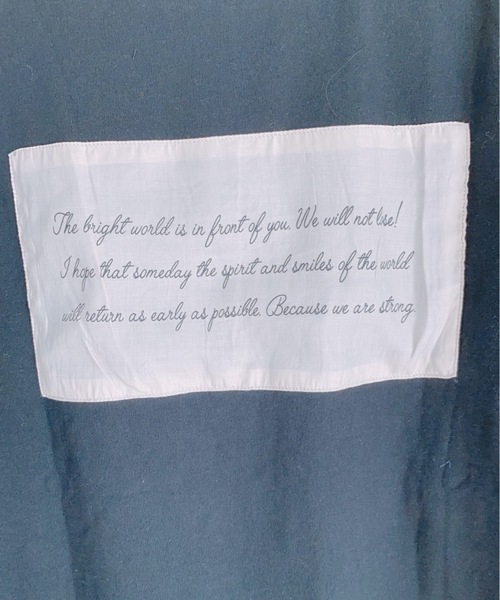 The bright world is in front of you. We will not lose!
I hope that someday the spirit and smiles of the world
will return as early as possible. Because we are strong.